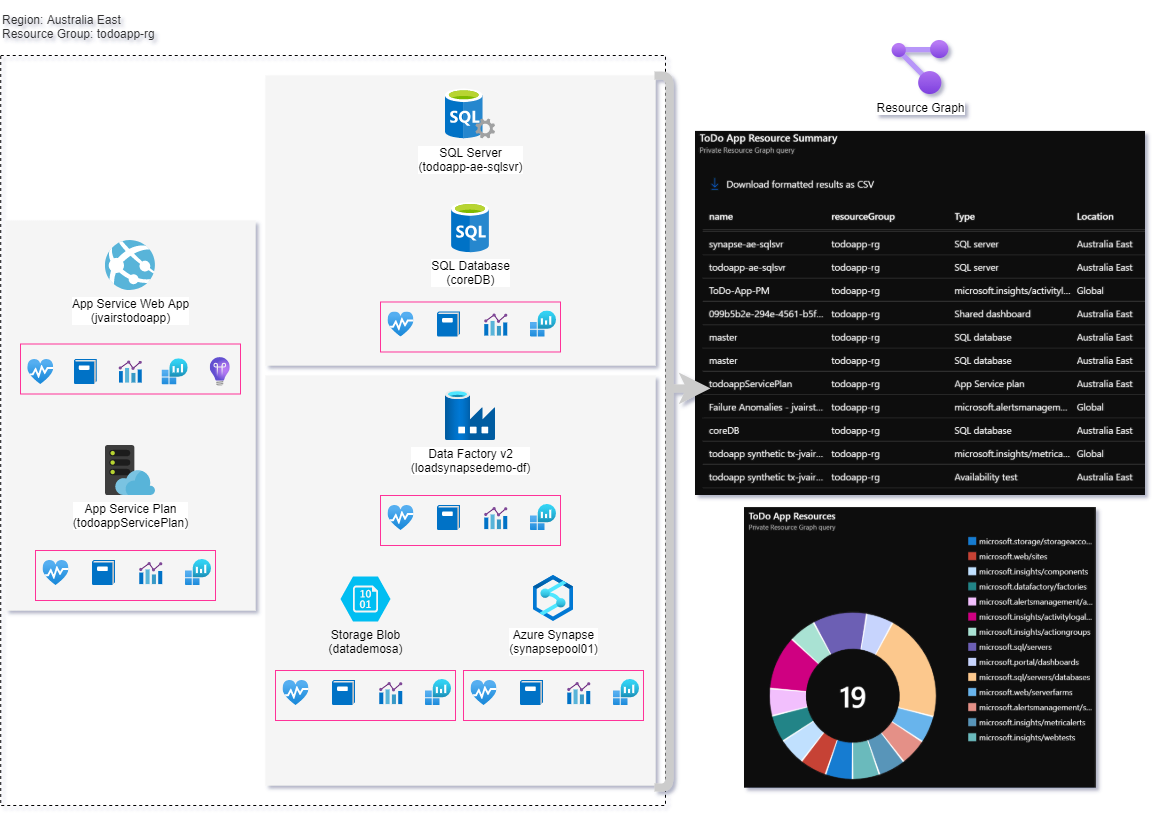 Region: Australia East
Resource Group: todoapp-rg
SQL
SQL Server
(todoapp-ae-sqlsvr)
SQL
SQL Database
(coreDB)
App Service Web App
(jvairstodoapp)
App Service Plan
(todoappServicePlan)
Data Factory v2
(loadsynapsedemo-df)
10
01
Storage Blob
(datademosa)
Azure Synapse
(synapsepool01)
Resource Graph
ToDo App Resource Summary
Private Resource Graph query
Download formatted results as CSV
name resourceGroup Type Location
synapse-ae-sqlsvr todoapp-rg SQL server Australia East
todoapp-ae-sqlsvr todoapp-rg SQL server Australia East
ToDo-App-PM todoapp-rg microsoft.insights/activityl... Global
099b5b2e-294e-4561-b5f... todoapp-rg Shared dashboard Australia East
master todoapp-rg SQL database Australia East
master todoapp-rg SQL database Australia East
todoappServicePlan todoapp-rg App Service plan Australia East
Failure Anomalies - jvairst... todoapp-rg microsoft.alertsmanagem... Global
coreDB todoapp-rg SQL database Australia East
todoapp synthetic tx-jvair... todoapp-rg microsoft.insights/metrica... Global
todoapp synthetic tx-jvair... todoapp-rg Availability test Australia East
ToDo App Resources
Private Resource Graph query
19
microsoft.storage/storageacco...
microsoft.web/sites
microsoft.insights/components
microsoft.datafactory/factories
microsoft.alertsmanagement/a...
microsoft.insights/activitylogal...
microsoft.insights/actiongroups
microsoft.sql/servers
microsoft.portal/dashboards
microsoft.sql/servers/databases
microsoft.web/serverfarms
microsoft.alertsmanagement/s...
microsoft.insights/metricalerts
microsoft.insights/webtests